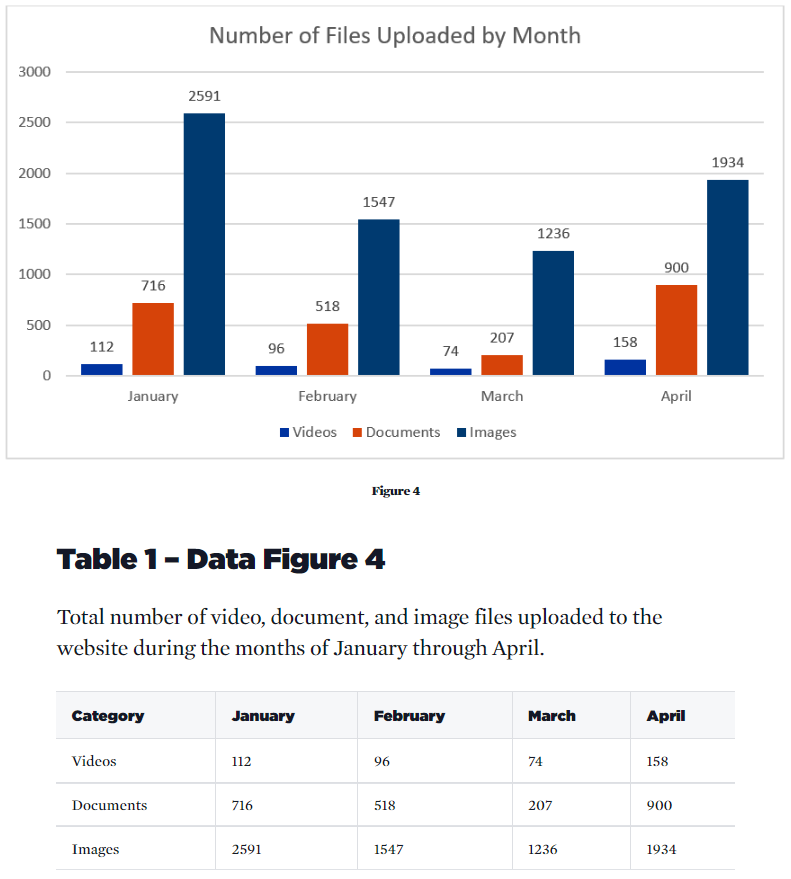 Number of Files Uploaded by Month
3000
2500
2000
1500
1000
500
0
112
716
2591
96
518
1547
74
207
1236
158
900
1934
January February March April
Videos Documents Images
Figure 4
Table 1 – Data Figure 4
Total number of video, document, and image files uploaded to the
website during the months of January through April.
Category January February March April
Videos 112 96 74 158
Documents 716 518 207 900
Images 2591 1547 1236 1934